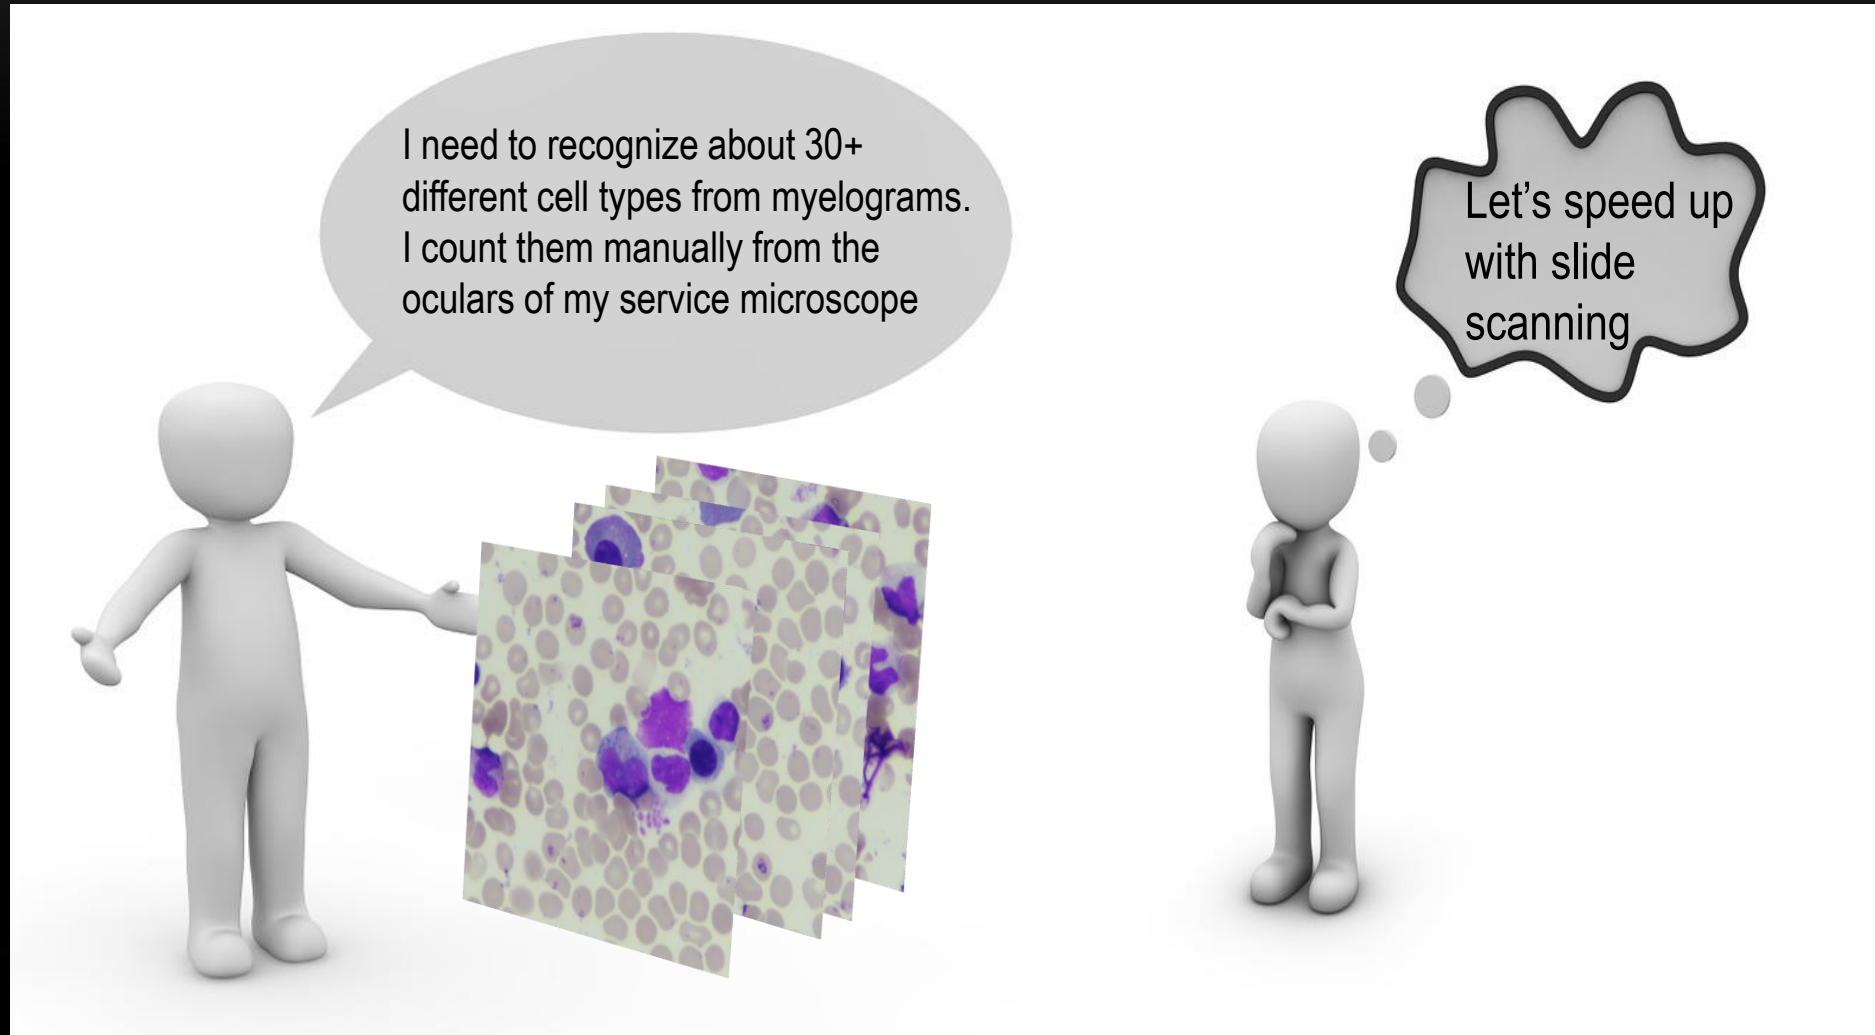 I need to recognize about 30+
different cell types from myelograms.
I count them manually from the
oculars of my service microscope
Let’s speed up
with slide
scanning